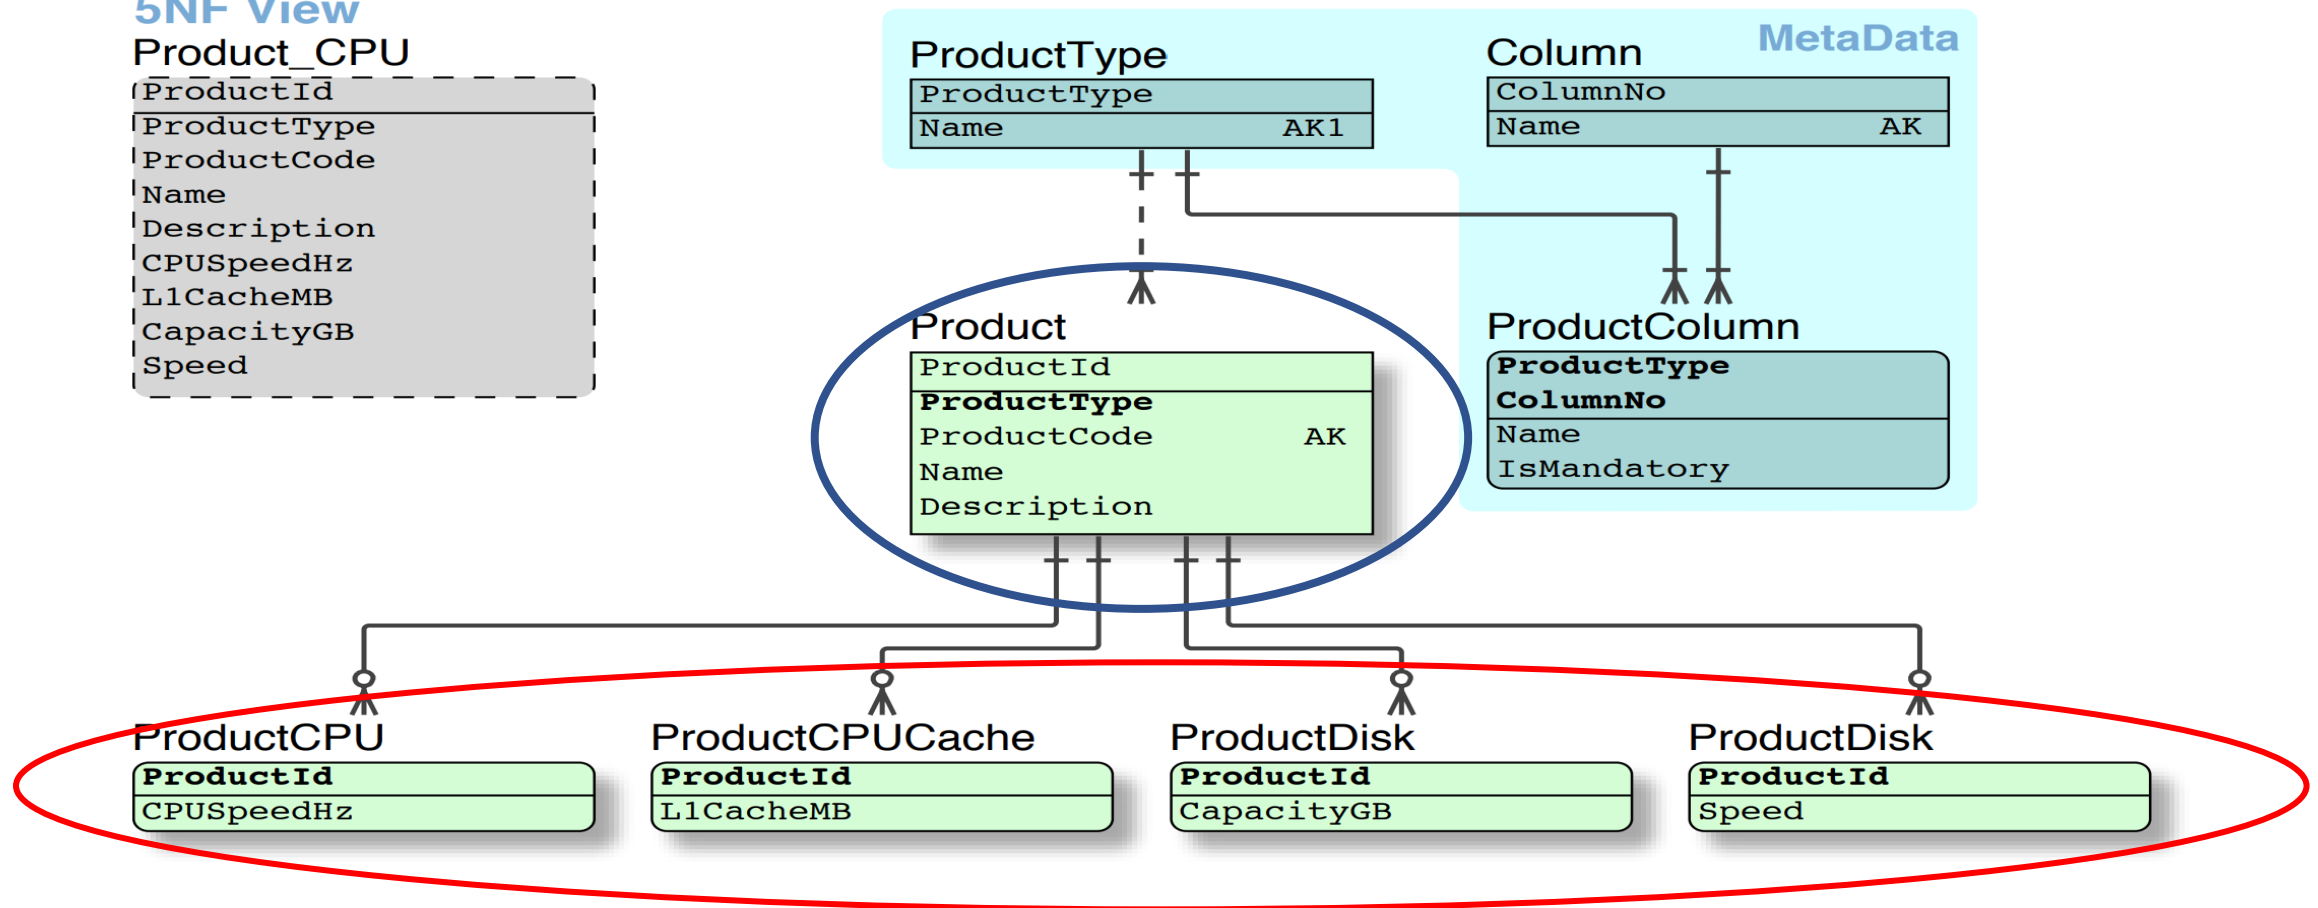 5NF View
Product_CPU
ProductId
ProductType
ProductCode
Name
Description
CPUSpeedHz
L1CacheMB
CapacityGB
Speed
MetaData
ProductType
ProductType
Name AK1
Column
ColumnNo
Name AK
Product
ProductId
ProductType
ProductCode AK
Name
Description
ProductColumn
ProductType
ColumnNo
Name
IsMandatory
ProductCPU
ProductId
CPUSpeedHz
ProductCPUCache
ProductId
L1CacheMB
ProductDisk
ProductId
CapacityGB
ProductDisk
ProductId
Speed